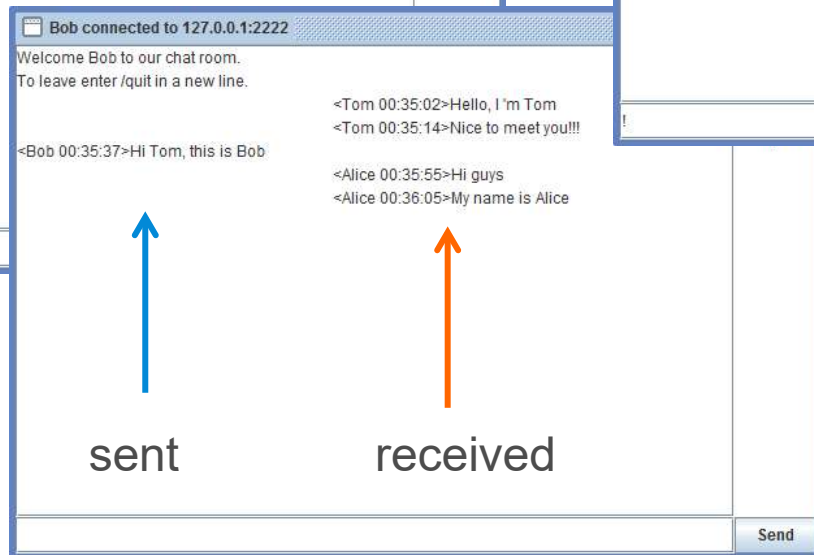 Bob connected to 127.0.0.1:2222
Welcome Bob to our chat room.
To leave enter /quit in a new line.
<Tom 00:35:02>Hello, I 'm Tom
<Tom 00:35:14>Nice to meet you!!!
!
<Bob 00:35:37>Hi Tom, this is Bob
<Alice 00:35:55>Hi guys
<Alice 00:36:05>My name is Alice
sent
received
Send